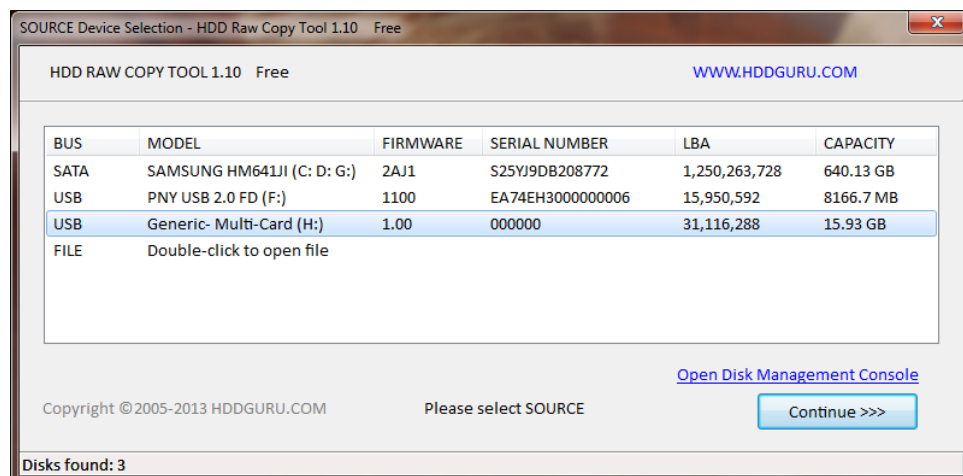 SOURCE Device Selection - HDD Raw Copy Tool 1.10 Free
HDD RAW COPY TOOL 1.10 Free WWW.HDDGURU.COM
BUS MODEL FIRMWARE SERIAL NUMBER LBA CAPACITY
SATA SAMSUNG HM641JI (C: D: G:) 2AJ1 S25YJ9DB208772 1,250,263,728 640.13 GB
USB PNY USB 2.0 FD (F:) 1100 EA74EH3000000006 15,950,592 8166.7 MB
USB Generic- Multi-Card (H:) 1.00 000000 31,116,288 15.93 GB
FILE Double-click to open file
Open Disk Management Console
Copyright ©2005-2013 HDDGURU.COM Please select SOURCE Continue >>>
Disks found: 3